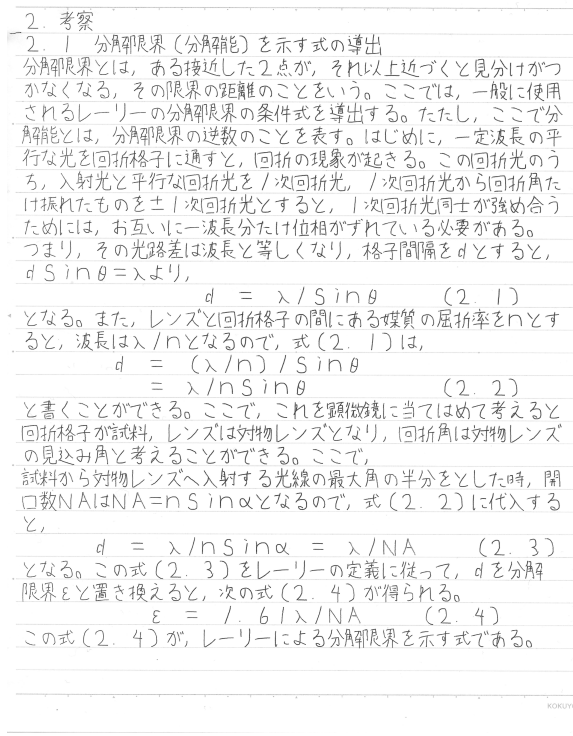 2. 考察
2. 1 分解限界(分解能)を示す式の導出
分解限界とは, ある接近した2点が, それ以上近づくと見分けがつ
かなくなる, その限界の距離のことをいう。ここでは, 一般に使用
されるレーリーの分解限界の条件式を導出する。ただし, ここで分
解能とは, 分解限界の逆数のことを表す。はじめに, 一定波長の平
行な光を回折格子に通すと, 回折の現象が起きる。この回折光のう
ち, 入射光と平行な回折光を1次回折光, 1次回折光から回折角だ
け振れたものを±1次回折光とすると, 1次回折光同士が強め合う
ためには, お互いに一波長分だけ位相がずれている必要がある。
つまり, その光路差は波長と等しくなり, 格子間隔をdとすると,
dSinθ=λより,
d = λ/Sinθ (2. 1)
となる。また, レンズと回折格子の間にある媒質の屈折率をnとす
ると, 波長はλ/nとなるので, 式(2. 1)は,
d = (λ/n)/Sinθ
= λ/nSinθ (2. 2)
と書くことができる。ここで, これを顕微鏡に当てはめて考えると
回折格子が試料, レンズは対物レンズとなり, 回折角は対物レンズ
の見込み角と考えることができる。ここで,
試料から対物レンズへ入射する光線の最大角の半分をとした時, 開
口数NAはNA=nSinαとなるので, 式(2. 2)に代入する
と,
d = λ/nSinα = λ/NA (2. 3)
となる。この式(2. 3)をレーリーの定義に従って, dを分解
限界εと置き換えると, 次の式(2. 4)が得られる。
ε = 1. 61λ/NA (2. 4)
この式(2. 4)が, レーリーによる分解限界を示す式である。